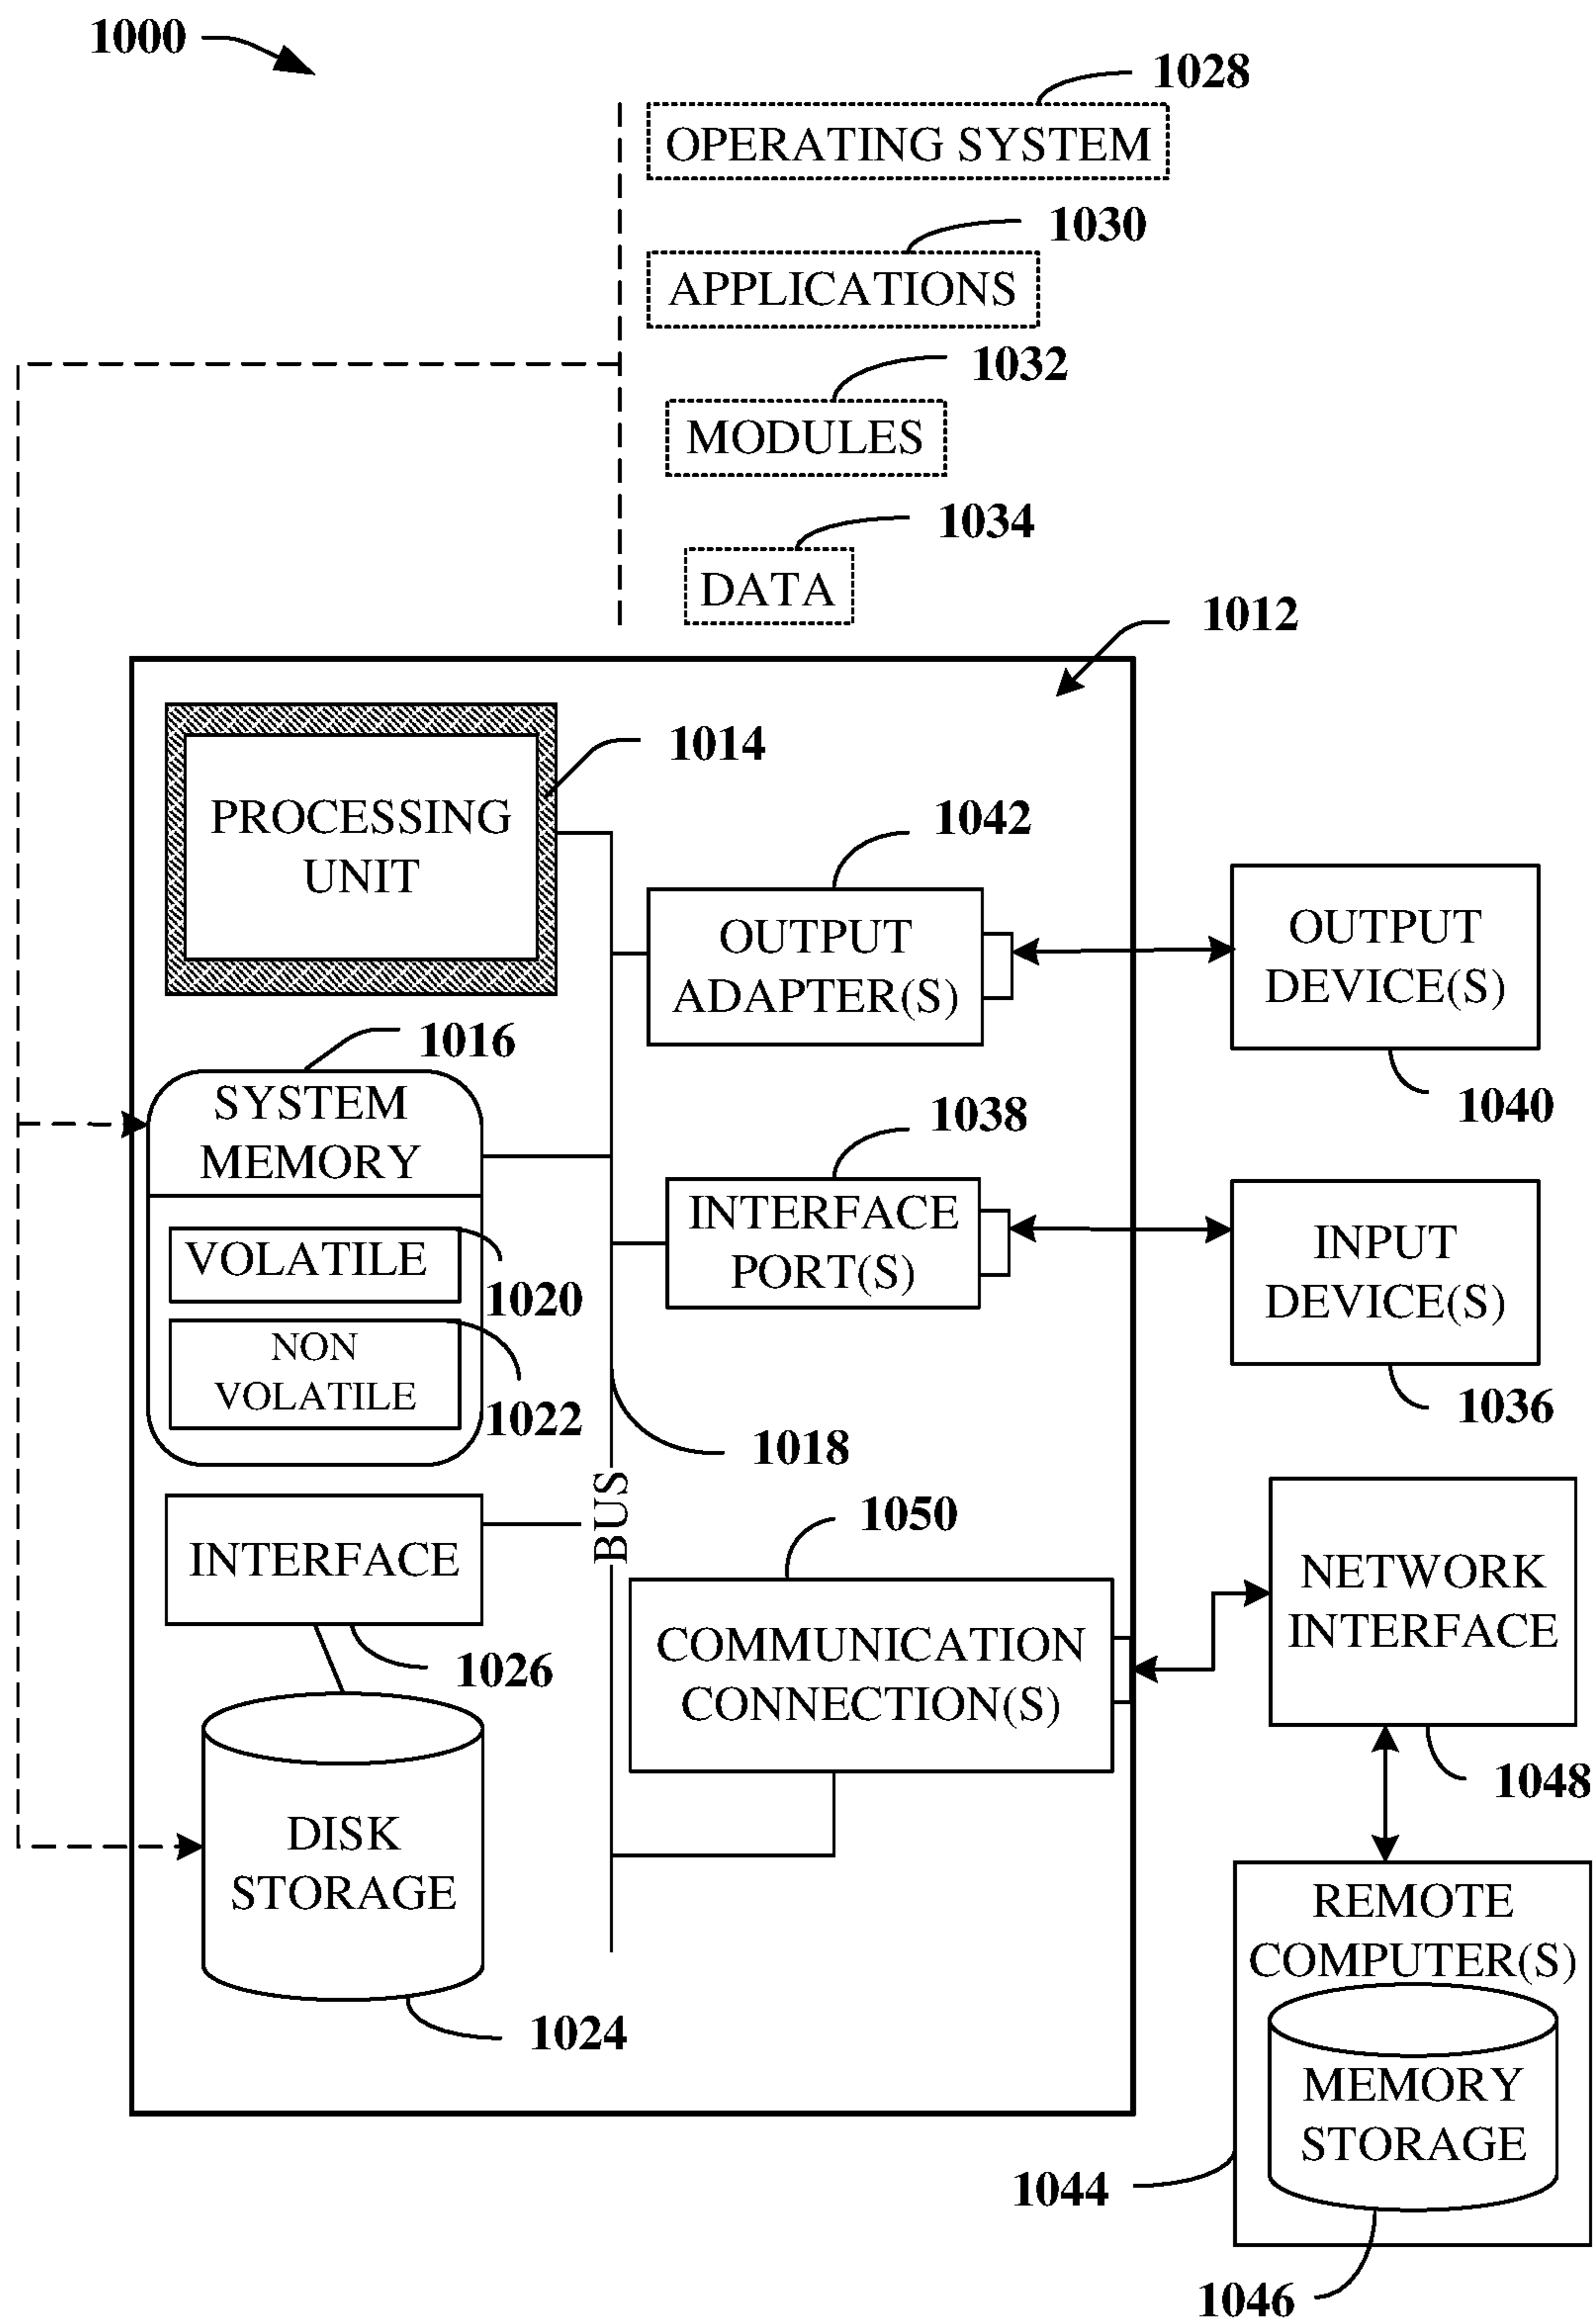 1000
1028
OPERATING SYSTEM
1030
APPLICATIONS
1032
MODULES
1034
DATA
1012
1014
PROCESSING
UNIT
1042
OUTPUT
ADAPTER(S)
OUTPUT
DEVICE(S)
1040
1016
SYSTEM
MEMORY
1038
INTERFACE
PORT(S)
INPUT
DEVICE(S)
1036
VOLATILE
1020
NON
VOLATILE
1022
1018
BUS
INTERFACE
1026
1050
COMMUNICATION
CONNECTION(S)
NETWORK
INTERFACE
1048
DISK
STORAGE
1024
REMOTE
COMPUTER(S)
MEMORY
STORAGE
1044
1046